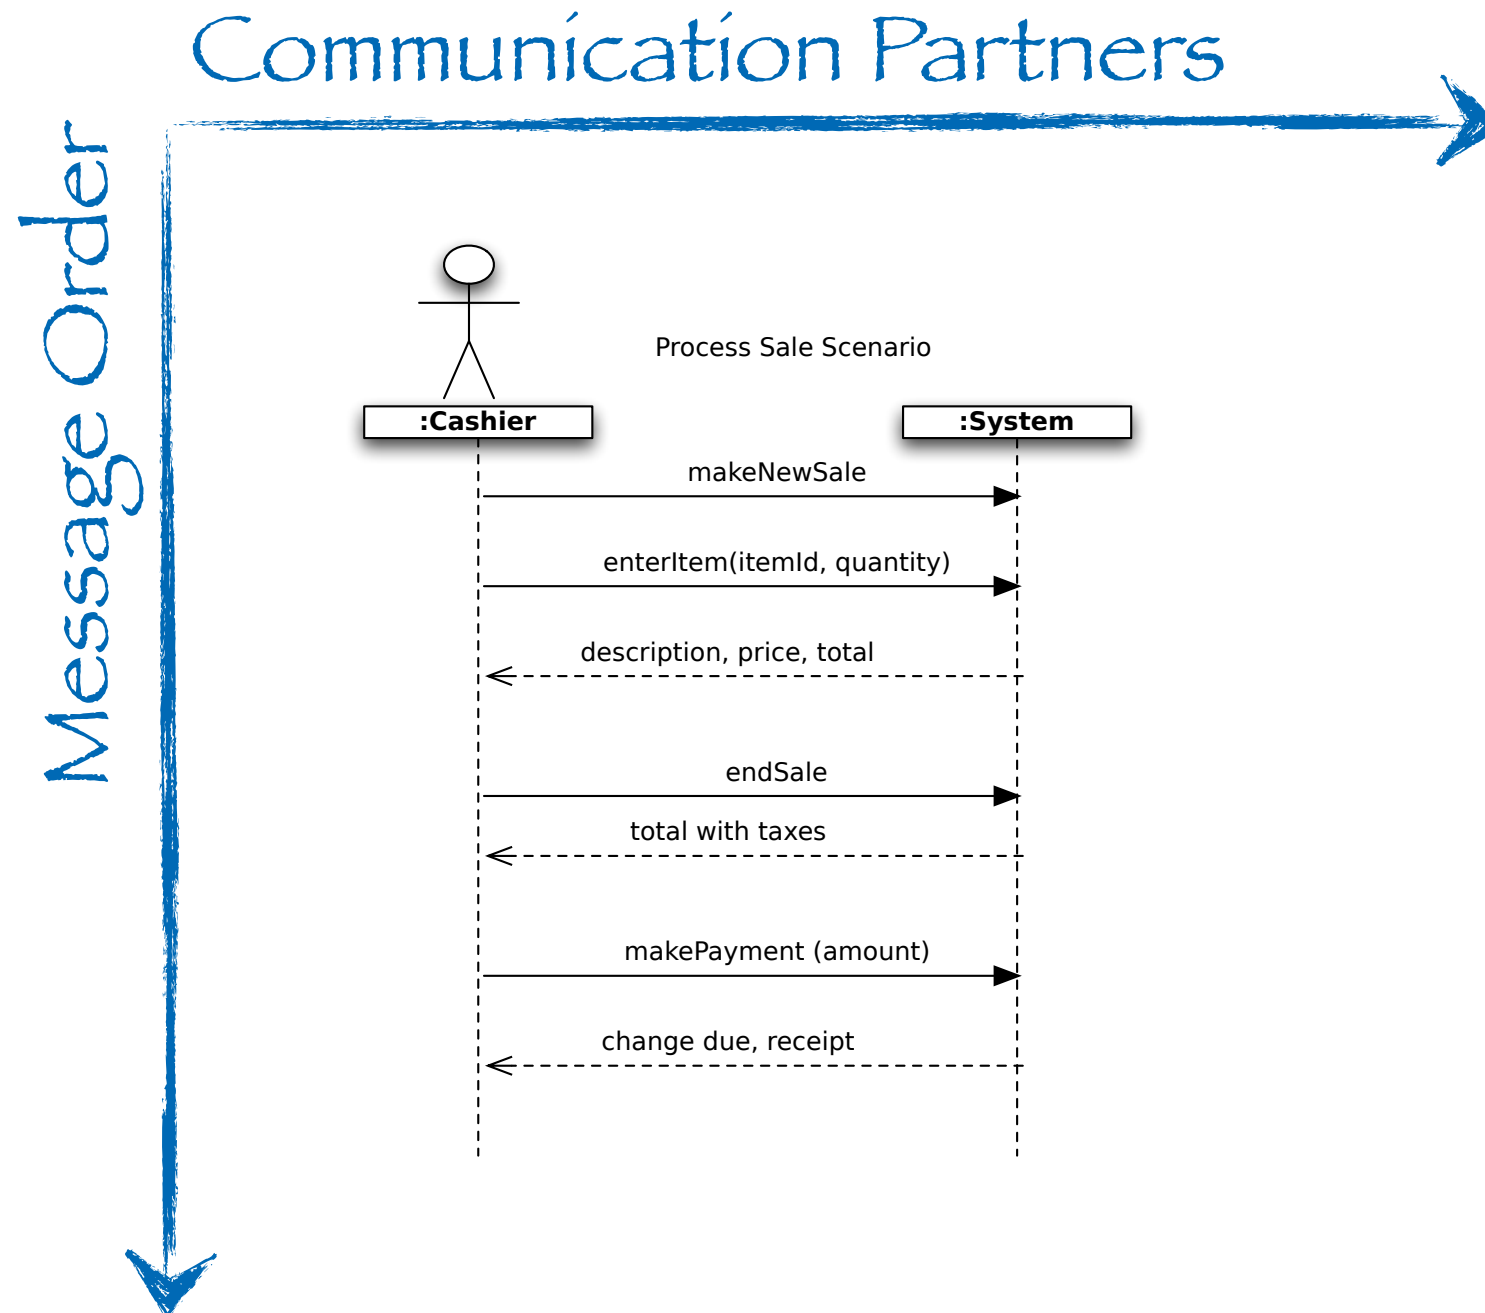 Communication Partners
Message Order
Process Sale Scenario
:Cashier
:System
makeNewSale
enterItem(itemId, quantity)
description, price, total
endSale
total with taxes
makePayment (amount)
change due, receipt